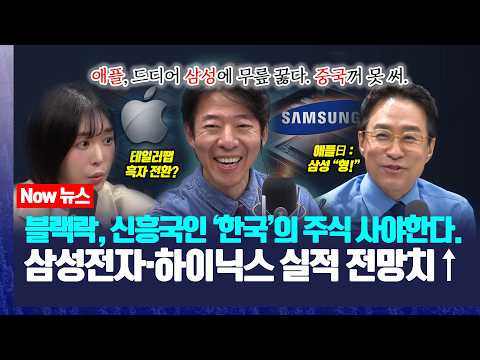 애플, 드디어 삼성에 무릎 꿇다. 중국꺼 못 써.
SAMSUNG
테일러맵
흑자 전환?
애플曰 :
삼성 "형!"
Now 뉴스
블랙락, 신흥국인 '한국'의 주식 사야한다.
삼성전자·하이닉스 실적 전망치↑